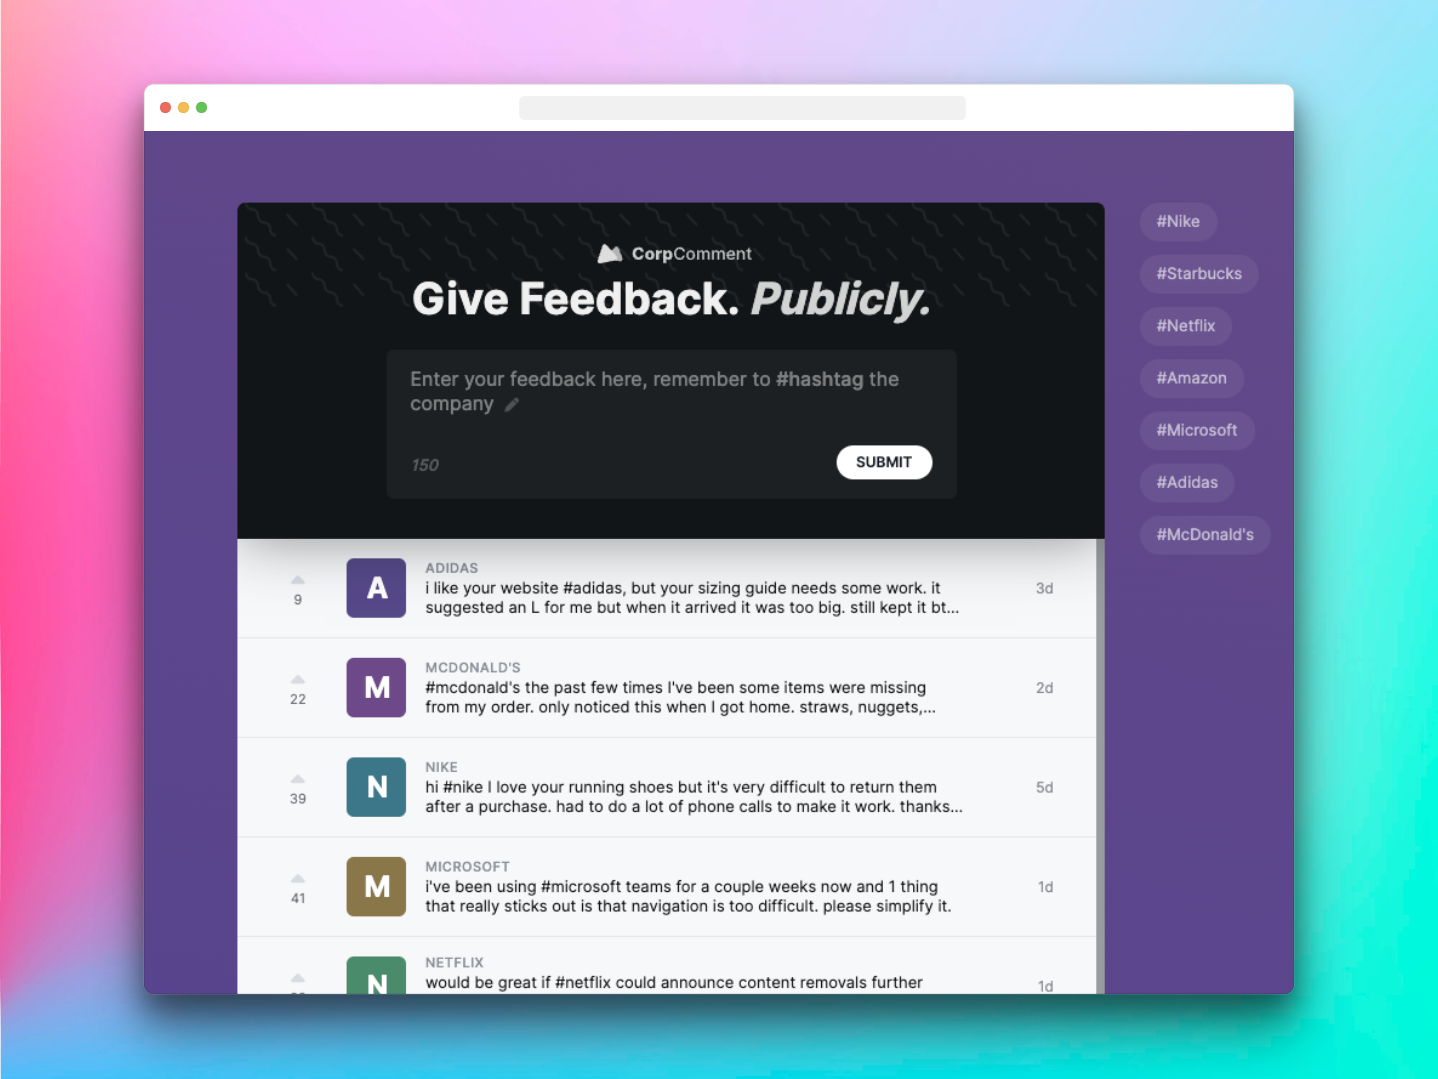 CorpComment
Give Feedback. Publicly.
Enter your feedback here, remember to #hashtag the
company
150
SUBMIT
#Nike
#Starbucks
#Netflix
#Amazon
#Microsoft
#Adidas
#McDonald's
9
A
ADIDAS
i like your website #adidas, but your sizing guide needs some work. it
suggested an L for me but when it arrived it was too big. still kept it bt...
3d
22
M
MCDONALD'S
#mcdonald's the past few times I've been some items were missing
from my order. only noticed this when I got home. straws, nuggets,...
2d
39
N
NIKE
hi #nike I love your running shoes but it's very difficult to return them
after a purchase. had to do a lot of phone calls to make it work. thanks...
5d
41
M
MICROSOFT
i've been using #microsoft teams for a couple weeks now and 1 thing
that really sticks out is that navigation is too difficult. please simplify it.
1d
N
NETFLIX
would be great if #netflix could announce content removals further
1d